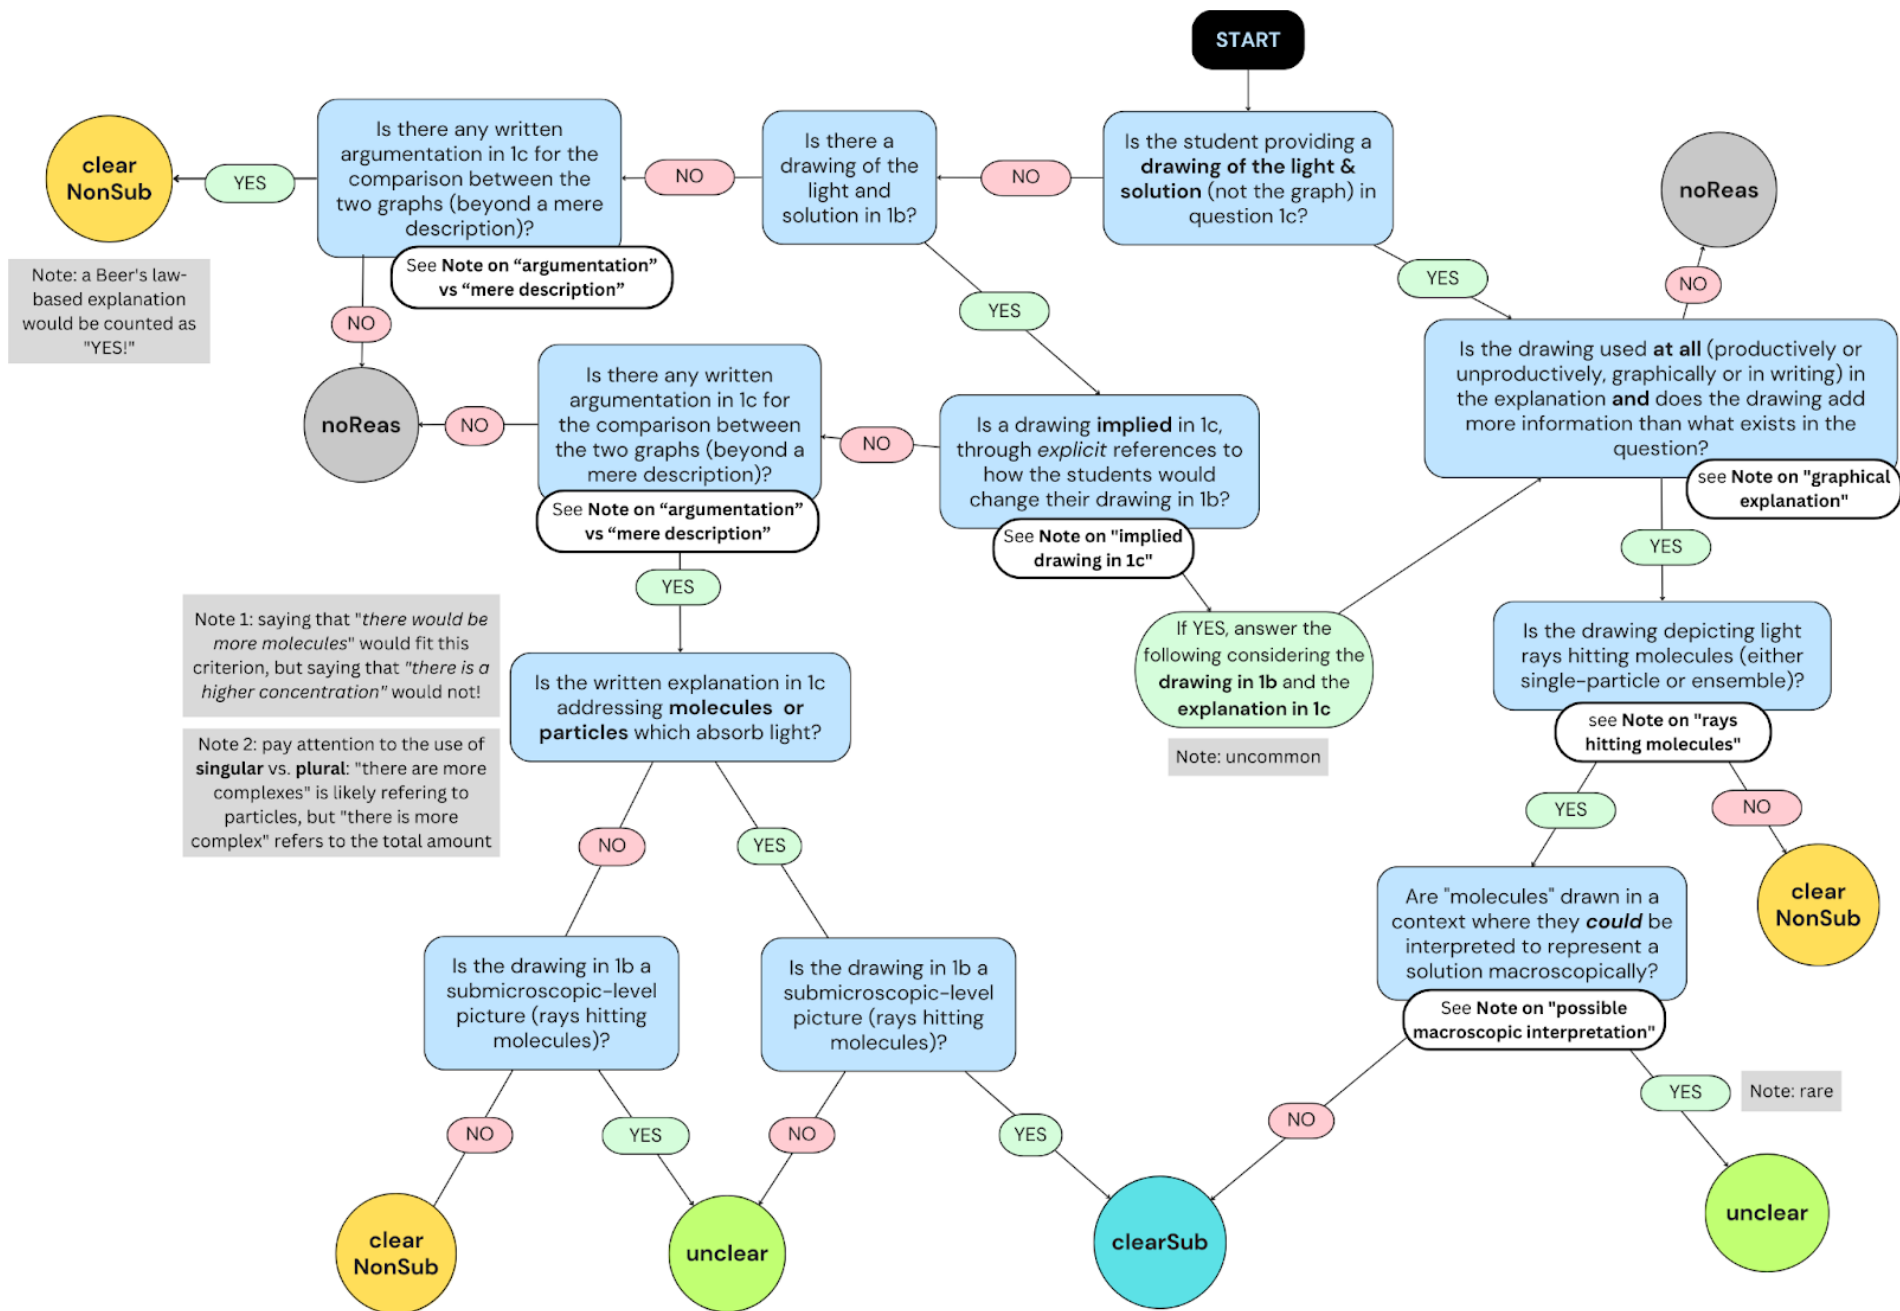 START
Is the student providing a
drawing of the light &
solution (not the graph) in
question 1c?
NO
YES
Is there a
drawing of the
light and
solution in 1b?
NO
YES
Is there any written
argumentation in 1c for the
comparison between the
two graphs (beyond a mere
description)?
See Note on “argumentation”
vs “mere description”
YES
NO
clear
NonSub
Note: a Beer's law-
based explanation
would be counted as
"YES!"
noReas
Is there any written
argumentation in 1c for
the comparison between
the two graphs (beyond a
mere description)?
See Note on “argumentation”
vs “mere description”
NO
YES
Is a drawing implied in 1c,
through explicit references to
how the students would
change their drawing in 1b?
See Note on "implied
drawing in 1c"
NO
If YES, answer the
following considering the
drawing in 1b and the
explanation in 1c
Note: uncommon
noReas
NO
Is the drawing used at all (productively or
unproductively, graphically or in writing) in
the explanation and does the drawing add
more information than what exists in the
question?
see Note on "graphical
explanation"
YES
Is the drawing depicting light
rays hitting molecules (either
single-particle or ensemble)?
see Note on "rays
hitting molecules"
YES
NO
clear
NonSub
Are "molecules" drawn in a
context where they could be
interpreted to represent a
solution macroscopically?
See Note on "possible
macroscopic interpretation"
NO
YES
Note: rare
unclear
Note 1: saying that "there would be
more molecules" would fit this
criterion, but saying that "there is a
higher concentration" would not!
Note 2: pay attention to the use of
singular vs. plural: "there are more
complexes" is likely refering to
particles, but "there is more
complex" refers to the total amount
Is the written explanation in 1c
addressing molecules or
particles which absorb light?
NO
YES
Is the drawing in 1b a
submicroscopic-level
picture (rays hitting
molecules)?
NO
YES
Is the drawing in 1b a
submicroscopic-level
picture (rays hitting
molecules)?
NO
YES
clear
NonSub
unclear
clearSub